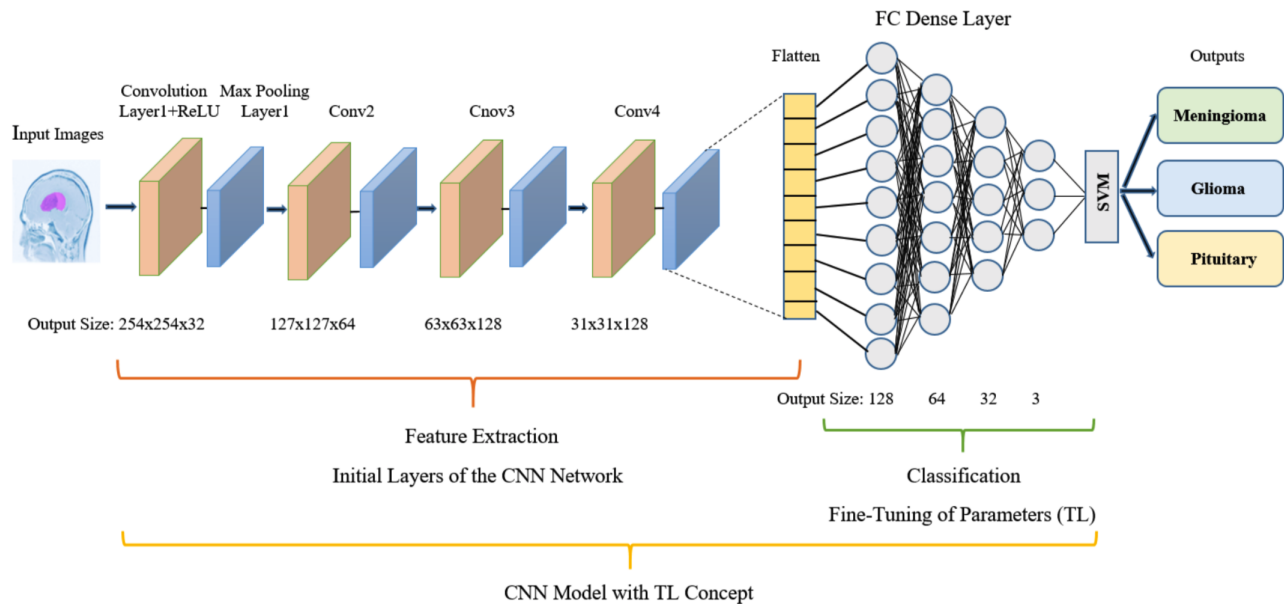 FC Dense Layer
Flatten
Outputs
Convolution
Layer1+ReLU
Max Pooling
Layer1
Conv2
Cnov3
Conv4
Input Images
Meningioma
Glioma
Pituitary
SVM
Output Size: 254x254x32
127x127x64
63x63x128
31x31x128
Output Size: 128
64
32
3
Feature Extraction
Initial Layers of the CNN Network
Classification
Fine-Tuning of Parameters (TL)
CNN Model with TL Concept